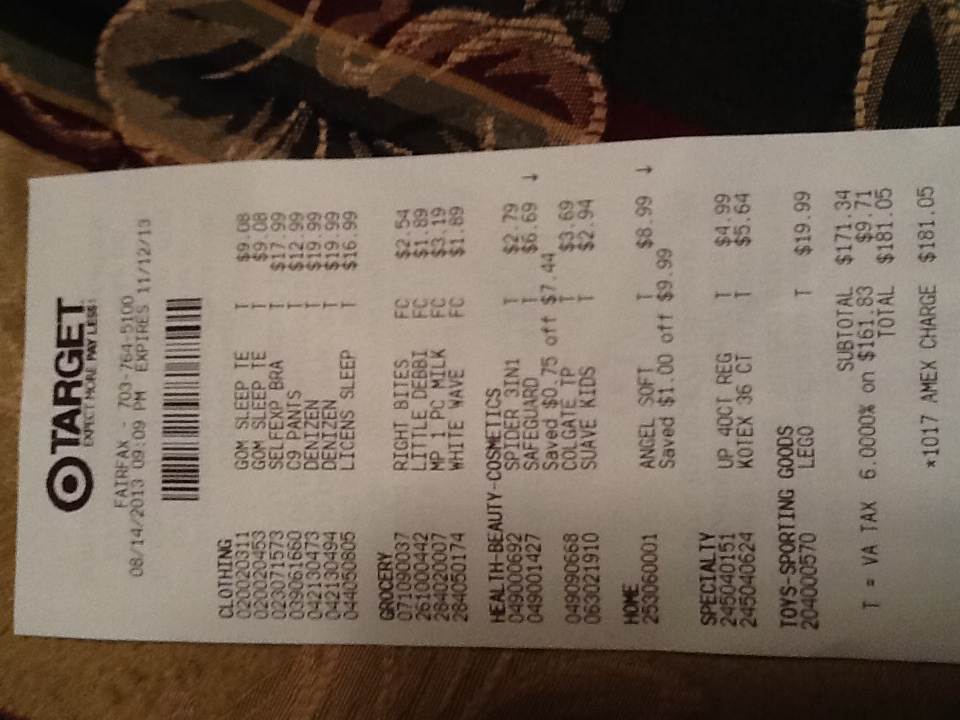 TARGET
EXPECT MORE. PAY LESS.
FAIRFAX - 703-764-5100
08/14/2013 09:09 PM EXPIRES 11/12/13
CLOTHING
020020311 GOM SLEEP TE T $9.08
020020453 GOM SLEEP TE T $9.08
023071573 SELFEXP BRA T $17.99
039061660 C9 PANTS T $12.99
042130473 DENIZEN T $19.99
042130494 DENIZEN T $19.99
044050805 LICENS SLEEP T $16.99
GROCERY
071090037 RIGHT BITES FC $2.54
261000442 LITTLE DEBBI FC $1.89
284020007 MP 1 PC MILK FC $3.19
284050174 WHITE WAVE FC $1.89
HEALTH-BEAUTY-COSMETICS
049000692 SPIDER 3IN1 T $2.79
049001427 SAFEGUARD T $6.69 ↓
Saved $0.75 off $7.44
049090668 COLGATE TP T $3.69
063021910 SUAVE KIDS T $2.94
HOME
253060001 ANGEL SOFT T $8.99 ↓
Saved $1.00 off $9.99
SPECIALTY
245040151 UP 40CT REG T $4.99
245040624 KOTEX 36 CT T $5.64
TOYS-SPORTING GOODS
204000570 LEGO T $19.99
SUBTOTAL $171.34
T = VA TAX 6.0000% on $161.83 $9.71
TOTAL $181.05
*1017 AMEX CHARGE $181.05